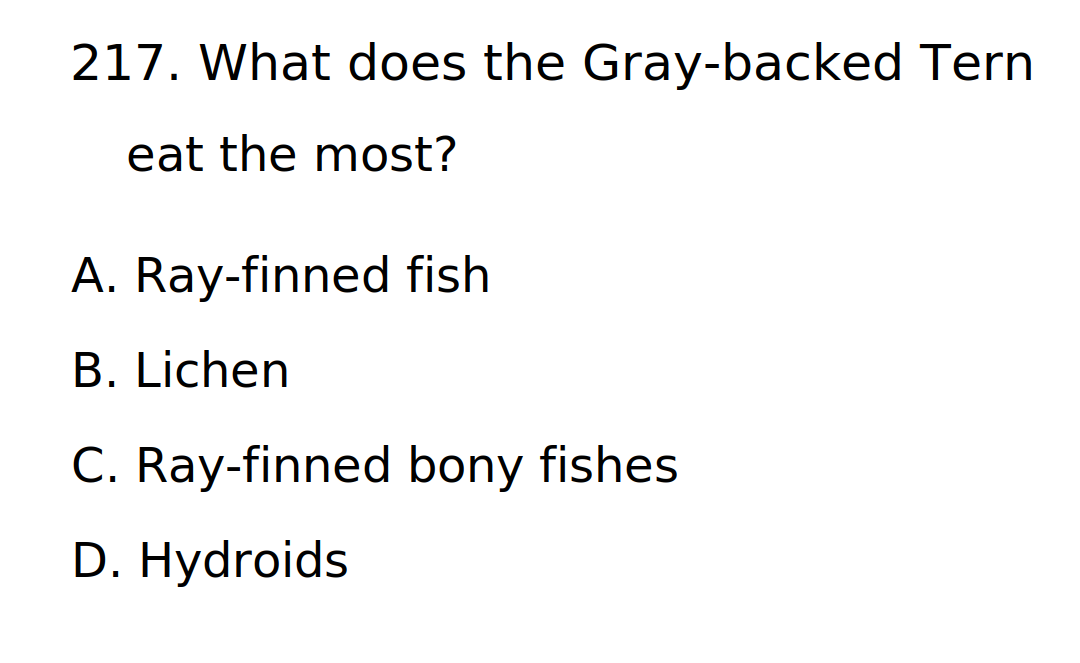 217. What does the Gray-backed Tern
eat the most?
A. Ray-finned fish
B. Lichen
C. Ray-finned bony fishes
D. Hydroids